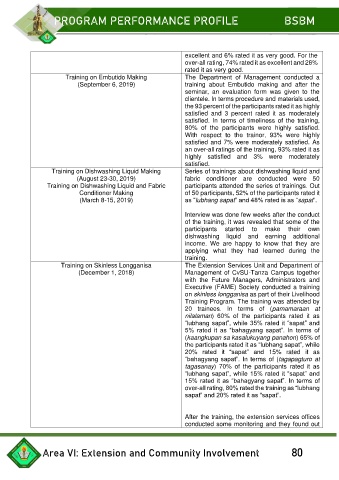 PROGRAM PERFORMANCE PROFILE BSBM
excellent and 6% rated it as very good. For the
over-all rating, 74% rated it as excellent and 26%
rated it as very good.
Training on Embutido Making
(September 6, 2019)
The Department of Management conducted a
training about Embutido making and after the
seminar, an evaluation form was given to the
clientele. In terms procedure and materials used,
the 93 percent of the participants rated it as highly
satisfied and 3 percent rated it as moderately
satisfied. In terms of timeliness of the training,
80% of the participants were highly satisfied.
With respect to the trainor, 93% were highly
satisfied and 7% were moderately satisfied. As
an over-all ratings of the training, 93% rated it as
highly satisfied and 3% were moderately
satisfied.
Training on Dishwashing Liquid Making
(August 23-30, 2019)
Training on Dishwashing Liquid and Fabric
Conditioner Making
(March 8-15, 2019)
Series of trainings about dishwashing liquid and
fabric conditioner are conducted were 50
participants attended the series of trainings. Out
of 50 participants, 52% of the participants rated it
as “lubhang sapat” and 48% rated is as “sapat”.
Interview was done few weeks after the conduct
of the training, it was revealed that some of the
participants started to make their own
dishwashing liquid and earning additional
income. We are happy to know that they are
applying what they had learned during the
training.
Training on Skinless Longganisa
(December 1, 2018)
The Extension Services Unit and Department of
Management of CvSU-Tanza Campus together
with the Future Managers, Administrators and
Executive (FAME) Society conducted a training
on skinless longganisa as part of their Livelihood
Training Program. The training was attended by
20 trainees. In terms of (pamamaraan at
nilalaman) 60% of the participants rated it as
“lubhang sapat”, while 35% rated it “sapat” and
5% rated it as “bahagyang sapat”. In terms of
(kaangkupan sa kasalukuyang panahon) 65% of
the participants rated it as “lubhang sapat”, while
20% rated it “sapat” and 15% rated it as
“bahagyang sapat”. In terms of (tagapagturo at
tagasanay) 70% of the participants rated it as
“lubhang sapat”, while 15% rated it “sapat” and
15% rated it as “bahagyang sapat”. In terms of
over-all rating, 80% rated the training as “lubhang
sapat” and 20% rated it as “sapat”.
After the training, the extension services offices
conducted some monitoring and they found out
Area VI: Extension and Community Involvement 80